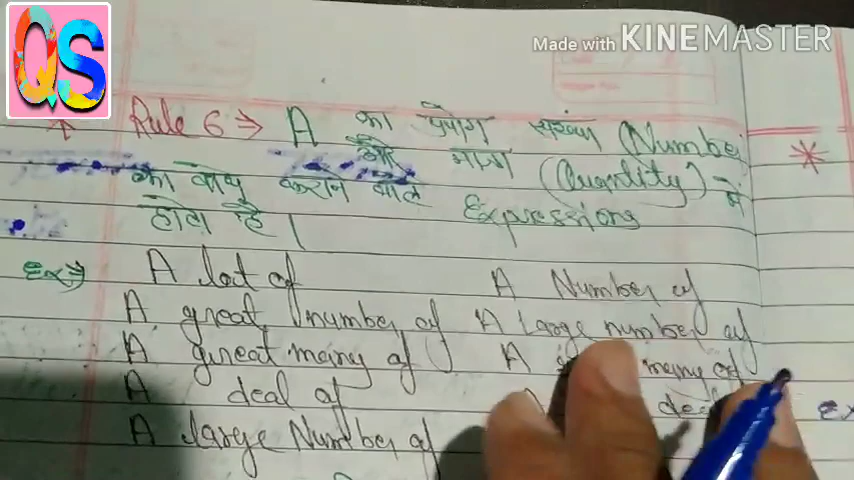 QS
Made with KINEMASTER
Rule 6 ⇒ A का प्रयोग संख्या (Number
और मात्रा (Quantity)
का बोध कराने वाले Expressions में
होता है।
Ex⇒ A lot of A Number of
A great number of A Large number of
A great many of A many of
A deal of
A large Number of